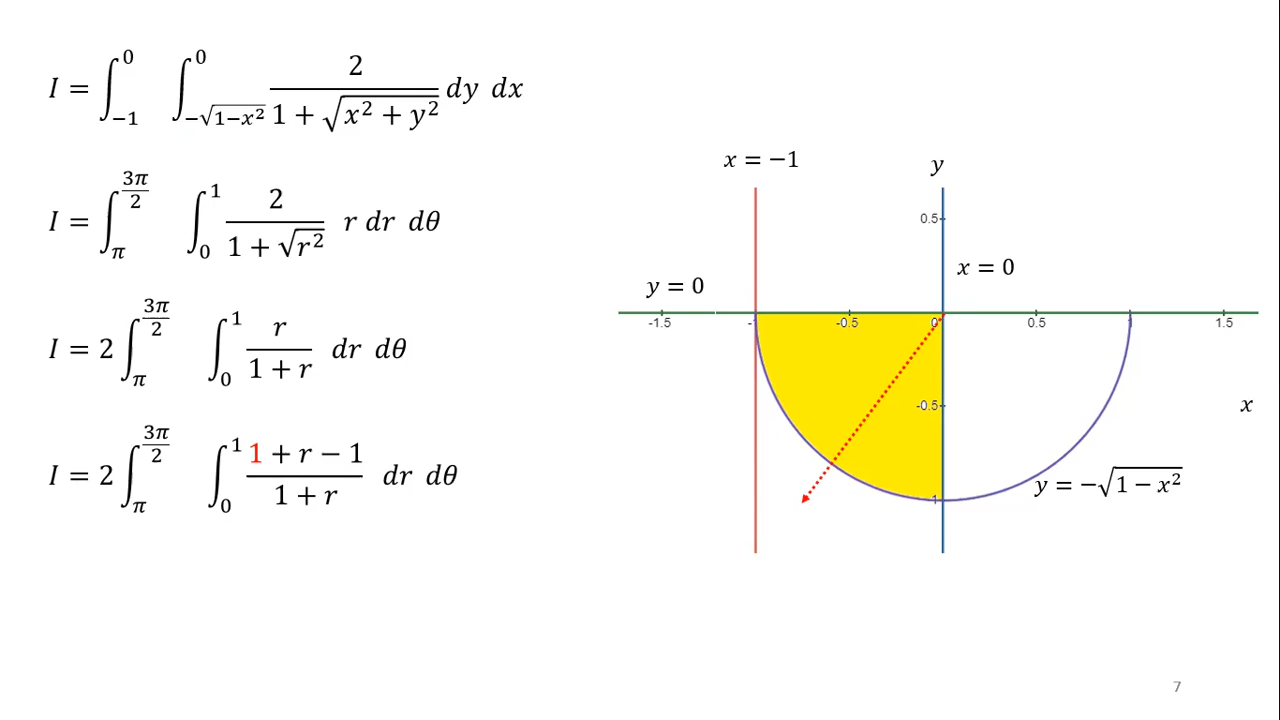 I = ∫_{-1}^{0} ∫_{-√(1-x²)}^{0} 2/(1 + √(x² + y²)) dy dx
I = ∫_{π}^{3π/2} ∫_{0}^{1} 2/(1 + √(r²)) r dr dθ
I = 2 ∫_{π}^{3π/2} ∫_{0}^{1} r/(1 + r) dr dθ
I = 2 ∫_{π}^{3π/2} ∫_{0}^{1} (1 + r − 1)/(1 + r) dr dθ
x = −1
y
0.5
x = 0
y = 0
-1.5 -1 -0.5 0 0.5 1 1.5
-0.5
x
y = −√(1 − x²)
-1
7